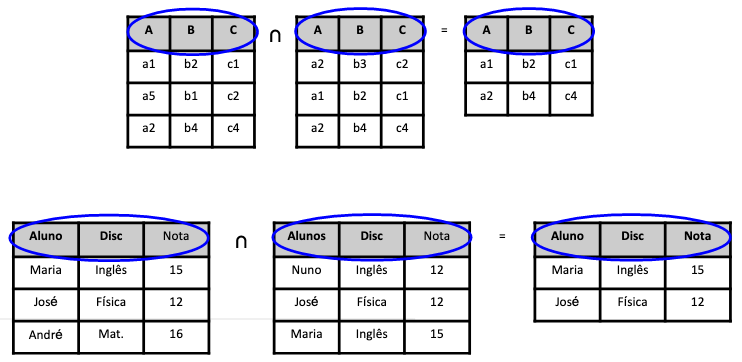 A B C ∩ A B C = A B C
a1 b2 c1 a2 b3 c2 a1 b2 c1
a5 b1 c2 a1 b2 c1 a2 b4 c4
a2 b4 c4 a2 b4 c4
Aluno Disc Nota ∩ Alunos Disc Nota = Aluno Disc Nota
Maria Inglês 15 Nuno Inglês 12 Maria Inglês 15
José Física 12 José Física 12 José Física 12
André Mat. 16 Maria Inglês 15